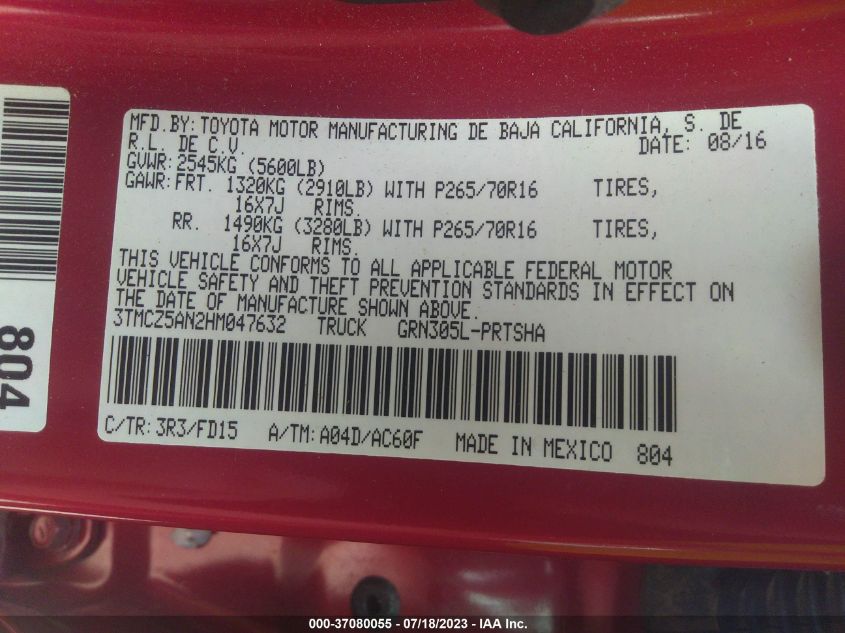 MFD.BY: TOYOTA MOTOR MANUFACTURING DE BAJA CALIFORNIA, S. DE
R.L. DE C.V. DATE: 08/16
GVWR: 2545KG (5600LB)
GAWR: FRT. 1320KG (2910LB) WITH P265/70R16 TIRES,
16X7J RIMS.
RR. 1490KG (3280LB) WITH P265/70R16 TIRES,
16X7J RIMS.
THIS VEHICLE CONFORMS TO ALL APPLICABLE FEDERAL MOTOR
VEHICLE SAFETY AND THEFT PREVENTION STANDARDS IN EFFECT ON
THE DATE OF MANUFACTURE SHOWN ABOVE.
3TMCZ5AN2HM047632 TRUCK GRN305L-PRTSHA
C/TR: 3R3/FD15 A/TM: A04D/AC60F MADE IN MEXICO 804
804
000-37080055 - 07/18/2023 - IAA Inc.